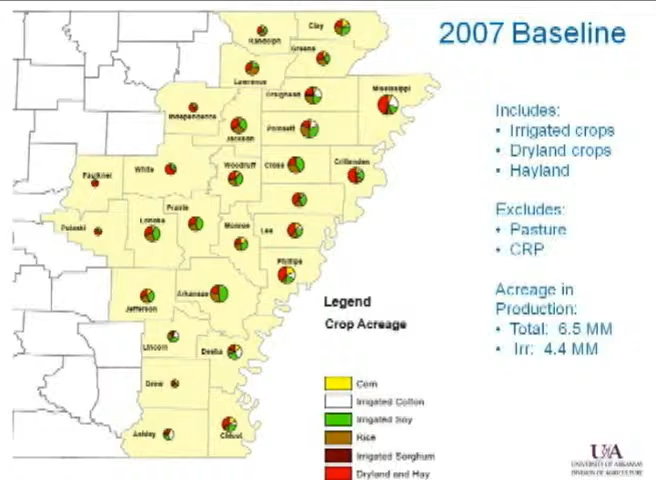 2007 Baseline
Includes:
• Irrigated crops
• Dryland crops
• Hayland
Excludes:
• Pasture
• CRP
Acreage in
Production:
• Total: 6.5 MM
• Irr: 4.4 MM
Clay
Randolph
Greene
Lawrence
Mississippi
Craighead
Independence
Jackson
Poinsett
White
Woodruff
Cross
Crittenden
Faulkner
Prairie
Lonoke
Pulaski
Monroe
Lee
Phillips
Arkansas
Jefferson
Lincoln
Desha
Drew
Ashley
Chicot
Legend
Crop Acreage
Corn
Irrigated Cotton
Irrigated Soy
Rice
Irrigated Sorghum
Dryland and Hay
UNIVERSITY OF ARKANSAS
DIVISION OF AGRICULTURE